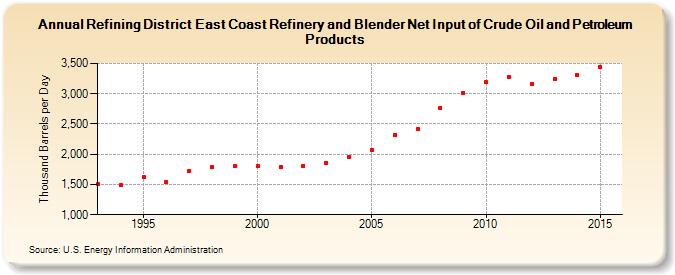 Annual Refining District East Coast Refinery and Blender Net Input of Crude Oil and Petroleum
Products
Thousand Barrels per Day
3,500
3,000
2,500
2,000
1,500
1,000
1995
2000
2005
2010
2015
Source: U.S. Energy Information Administration